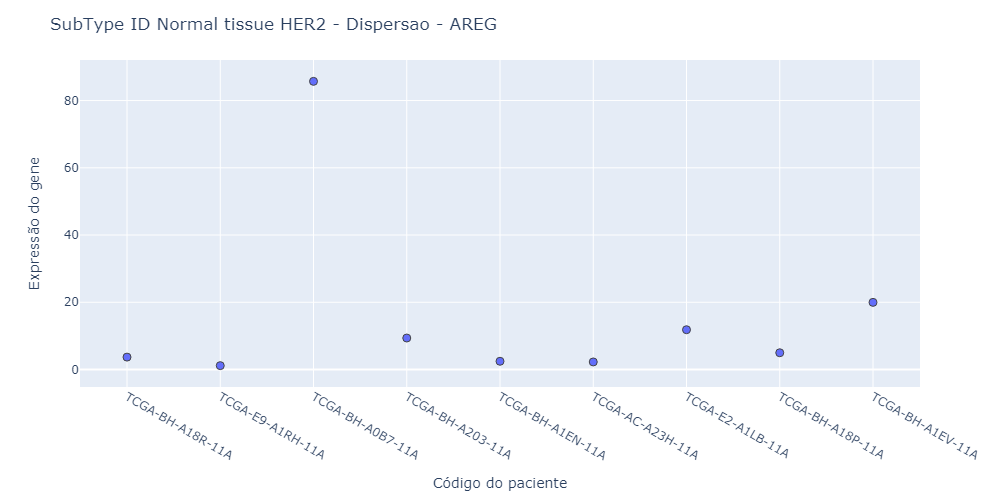 SubType ID Normal tissue HER2 - Dispersao - AREG
Expressão do gene
80
60
40
20
0
TCGA-BH-A18R-11A
TCGA-E9-A1RH-11A
TCGA-BH-A0B7-11A
TCGA-BH-A203-11A
TCGA-BH-A1EN-11A
TCGA-AC-A23H-11A
TCGA-E2-A1LB-11A
TCGA-BH-A18P-11A
TCGA-BH-A1EV-11A
Código do paciente